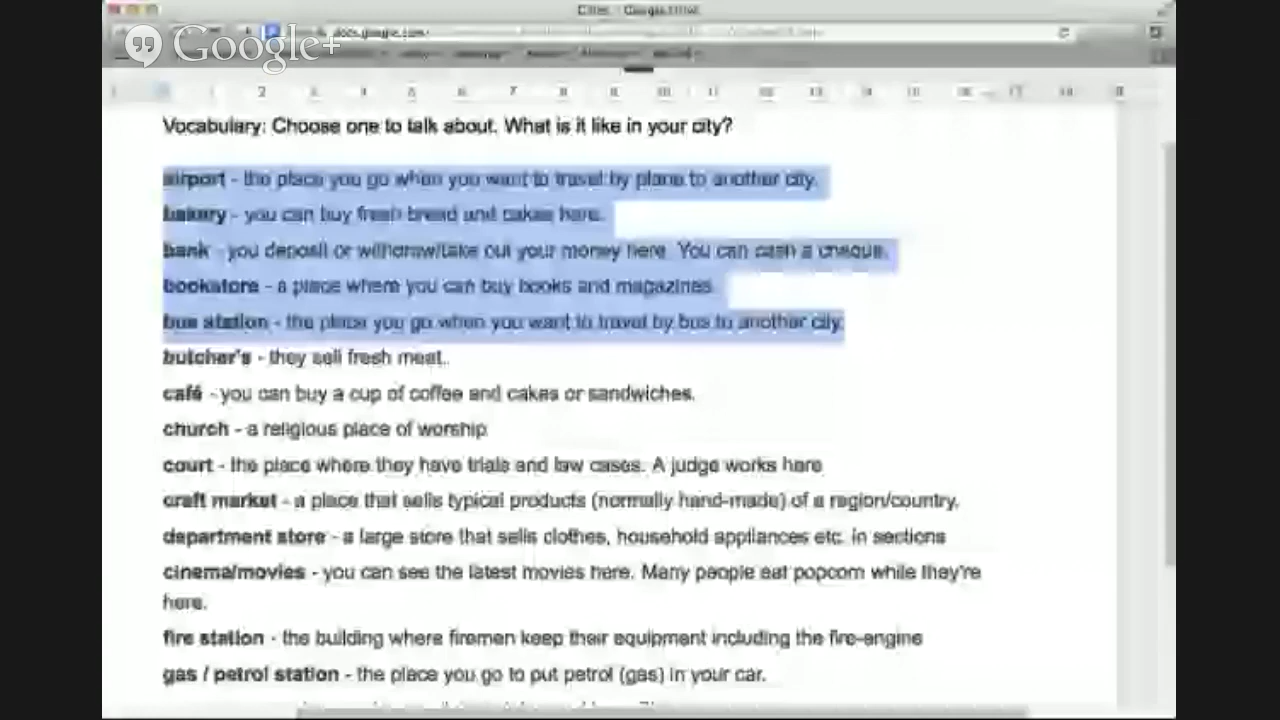 Google+
docs.google.com
Vocabulary: Choose one to talk about. What is it like in your city?
airport - the place you go when you want to travel by plane to another city.
bakery - you can buy fresh bread and cakes here.
bank - you deposit or withdraw/take out your money here. You can cash a cheque.
bookstore - a place where you can buy books and magazines.
bus station - the place you go when you want to travel by bus to another city.
butcher's - they sell fresh meat.
café - you can buy a cup of coffee and cakes or sandwiches.
church - a religious place of worship
court - the place where they have trials and law cases. A judge works here
craft market - a place that sells typical products (normally hand-made) of a region/country.
department store - a large store that sells clothes, household appliances etc. in sections
cinema/movies - you can see the latest movies here. Many people eat popcorn while they're
here.
fire station - the building where firemen keep their equipment including the fire-engine
gas / petrol station - the place you go to put petrol (gas) in your car.